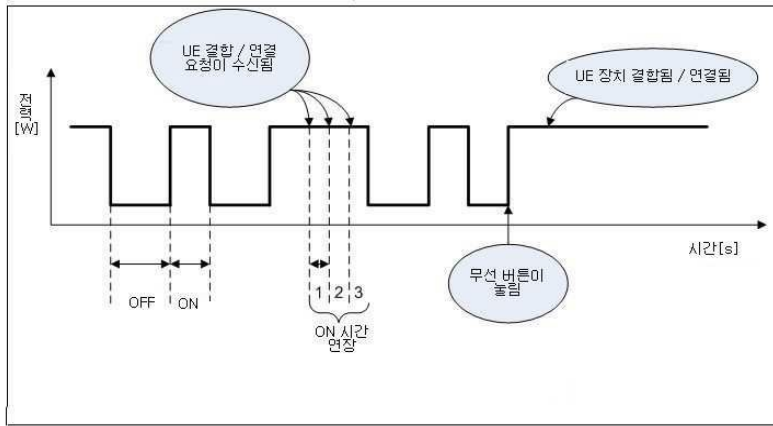 UE 결합 / 연결
요청이 수신됨
UE 장치 결합됨 / 연결됨
전
력
[W]
시간[s]
OFF
ON
1
2
3
ON 시간
연장
무선 버튼이
눌림